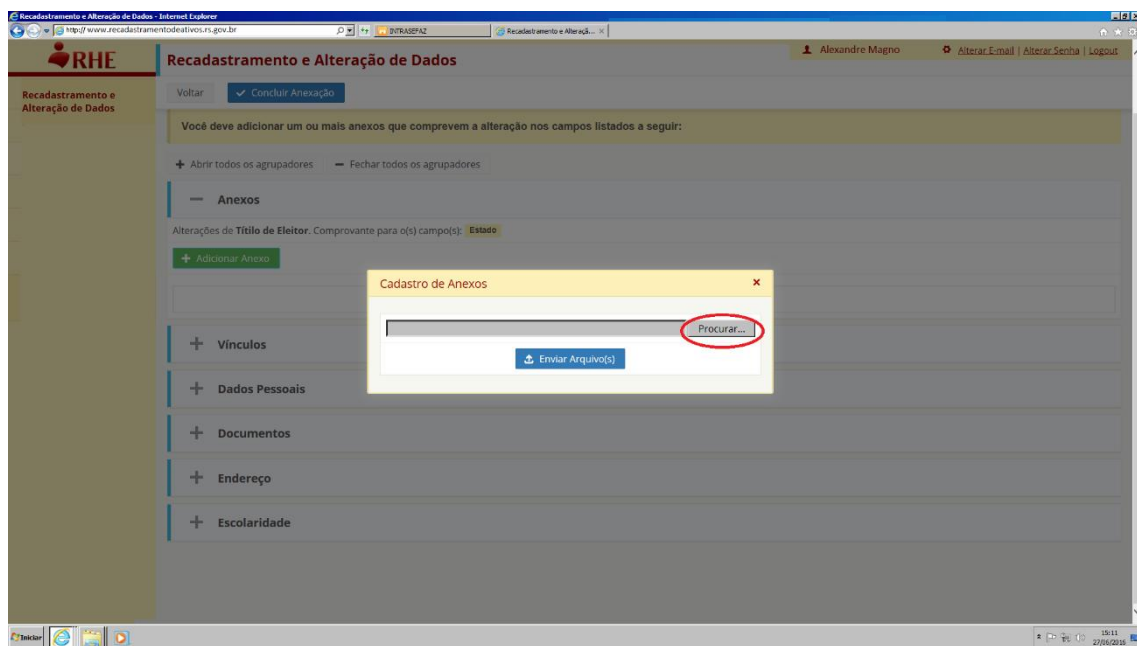 Recadastramento e Alteração de Dados - Internet Explorer
http://www.recadastramentodeativos.rs.gov.br
INTRASEFAZ
Recadastramento e Alteraçã...
RHE
Recadastramento e Alteração de Dados
Alexandre Magno
Alterar E-mail | Alterar Senha | Logout
Recadastramento e
Alteração de Dados
Voltar
Concluir Anexação
Você deve adicionar um ou mais anexos que comprevem a alteração nos campos listados a seguir:
Abrir todos os agrupadores
Fechar todos os agrupadores
Anexos
Alterações de Títilo de Eleitor. Comprovante para o(s) campo(s): Estado
Adicionar Anexo
Cadastro de Anexos
Procurar...
Enviar Arquivo(s)
Vínculos
Dados Pessoais
Documentos
Endereço
Escolaridade
Iniciar
15:11
27/06/2016